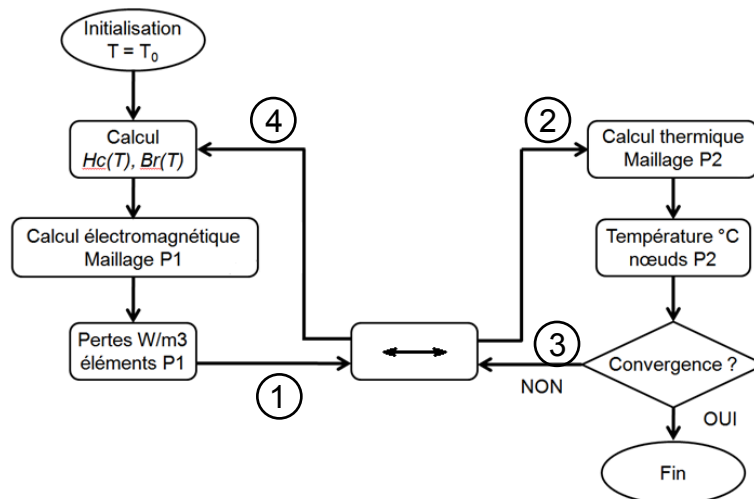 Initialisation
T = T₀
Calcul
Hc(T), Br(T)
Calcul électromagnétique
Maillage P1
Pertes W/m3
éléments P1
1
4
2
3
Calcul thermique
Maillage P2
Température °C
nœuds P2
Convergence ?
NON
OUI
Fin